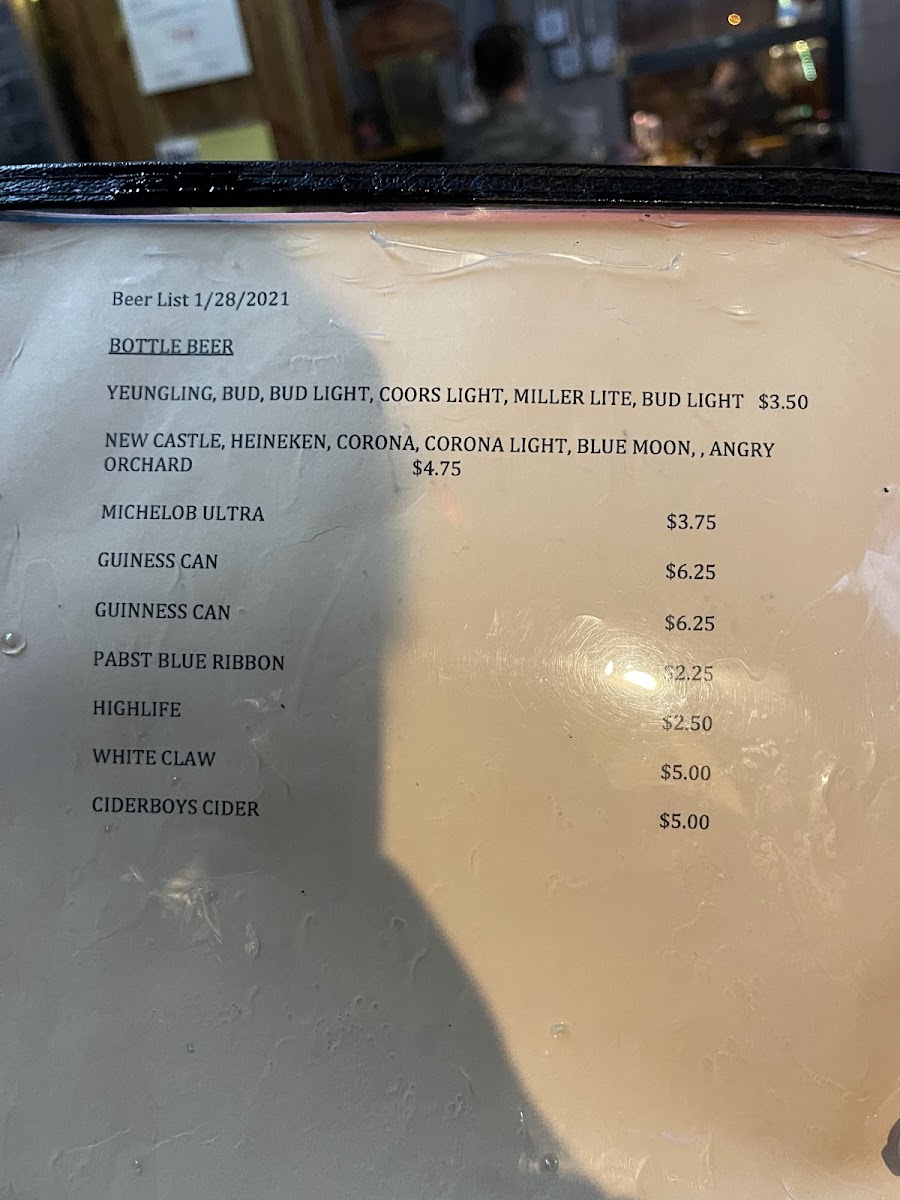 Beer List 1/28/2021
BOTTLE BEER
YEUNGLING, BUD, BUD LIGHT, COORS LIGHT, MILLER LITE, BUD LIGHT $3.50
NEW CASTLE, HEINEKEN, CORONA, CORONA LIGHT, BLUE MOON, , ANGRY
ORCHARD $4.75
MICHELOB ULTRA $3.75
GUINESS CAN $6.25
GUINNESS CAN $6.25
PABST BLUE RIBBON $2.25
HIGHLIFE $2.50
WHITE CLAW $5.00
CIDERBOYS CIDER $5.00